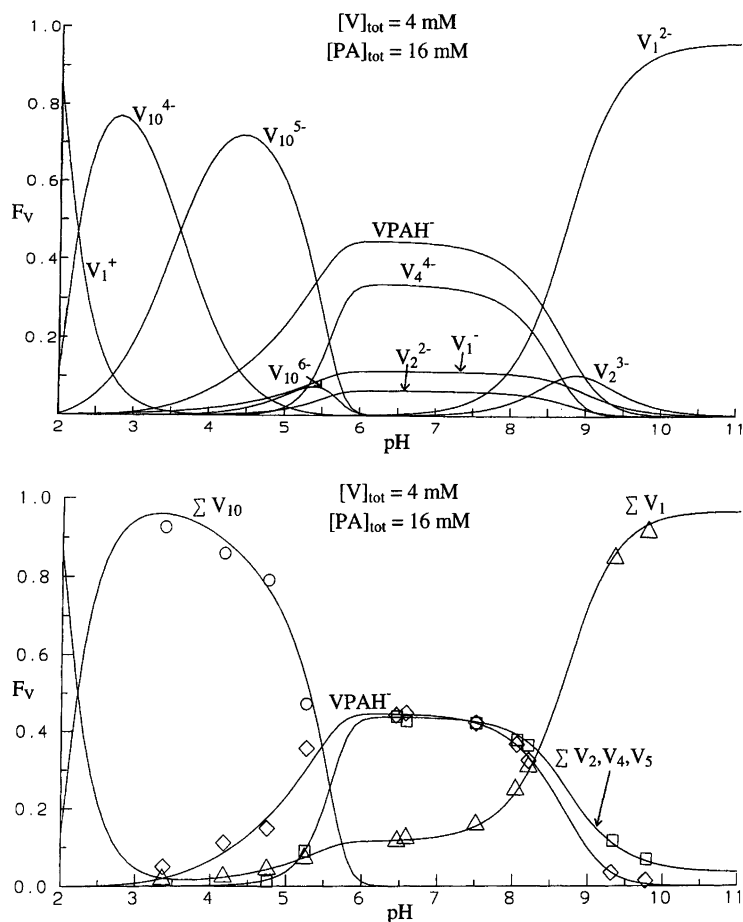 [V]tot = 4 mM
[PA]tot = 16 mM
1.0
0.8
0.6
0.4
0.2
FV
V1+
V10^4-
V10^5-
VPAH-
V4^4-
V10^6-
V2^2-
V1-
V2^3-
V1^2-
2 3 4 5 6 7 8 9 10 11
pH
[V]tot = 4 mM
[PA]tot = 16 mM
1.0
0.8
0.6
0.4
0.2
0.0
FV
∑ V10
VPAH-
∑ V1
∑ V2, V4, V5
2 3 4 5 6 7 8 9 10 11
pH